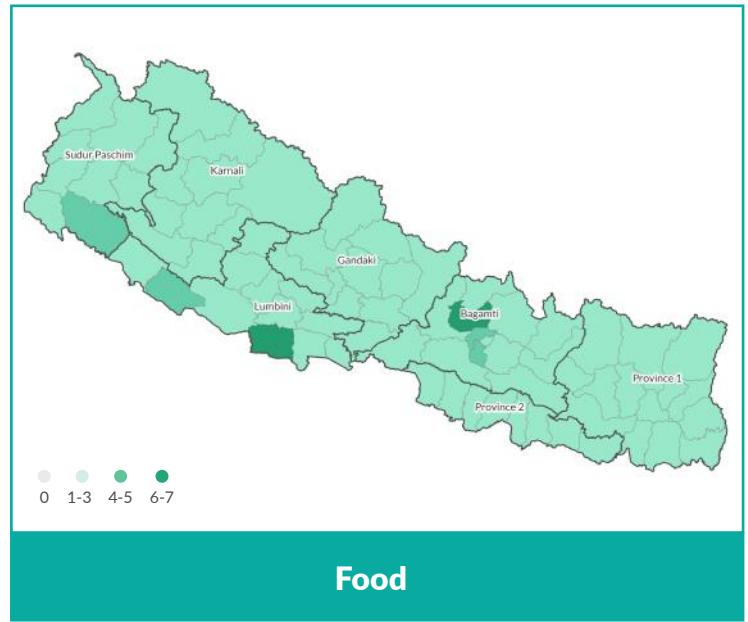 Sudur Paschim
Karnali
Gandaki
Lumbini
Bagamti
Province 1
Province 2
0 1-3 4-5 6-7
Food